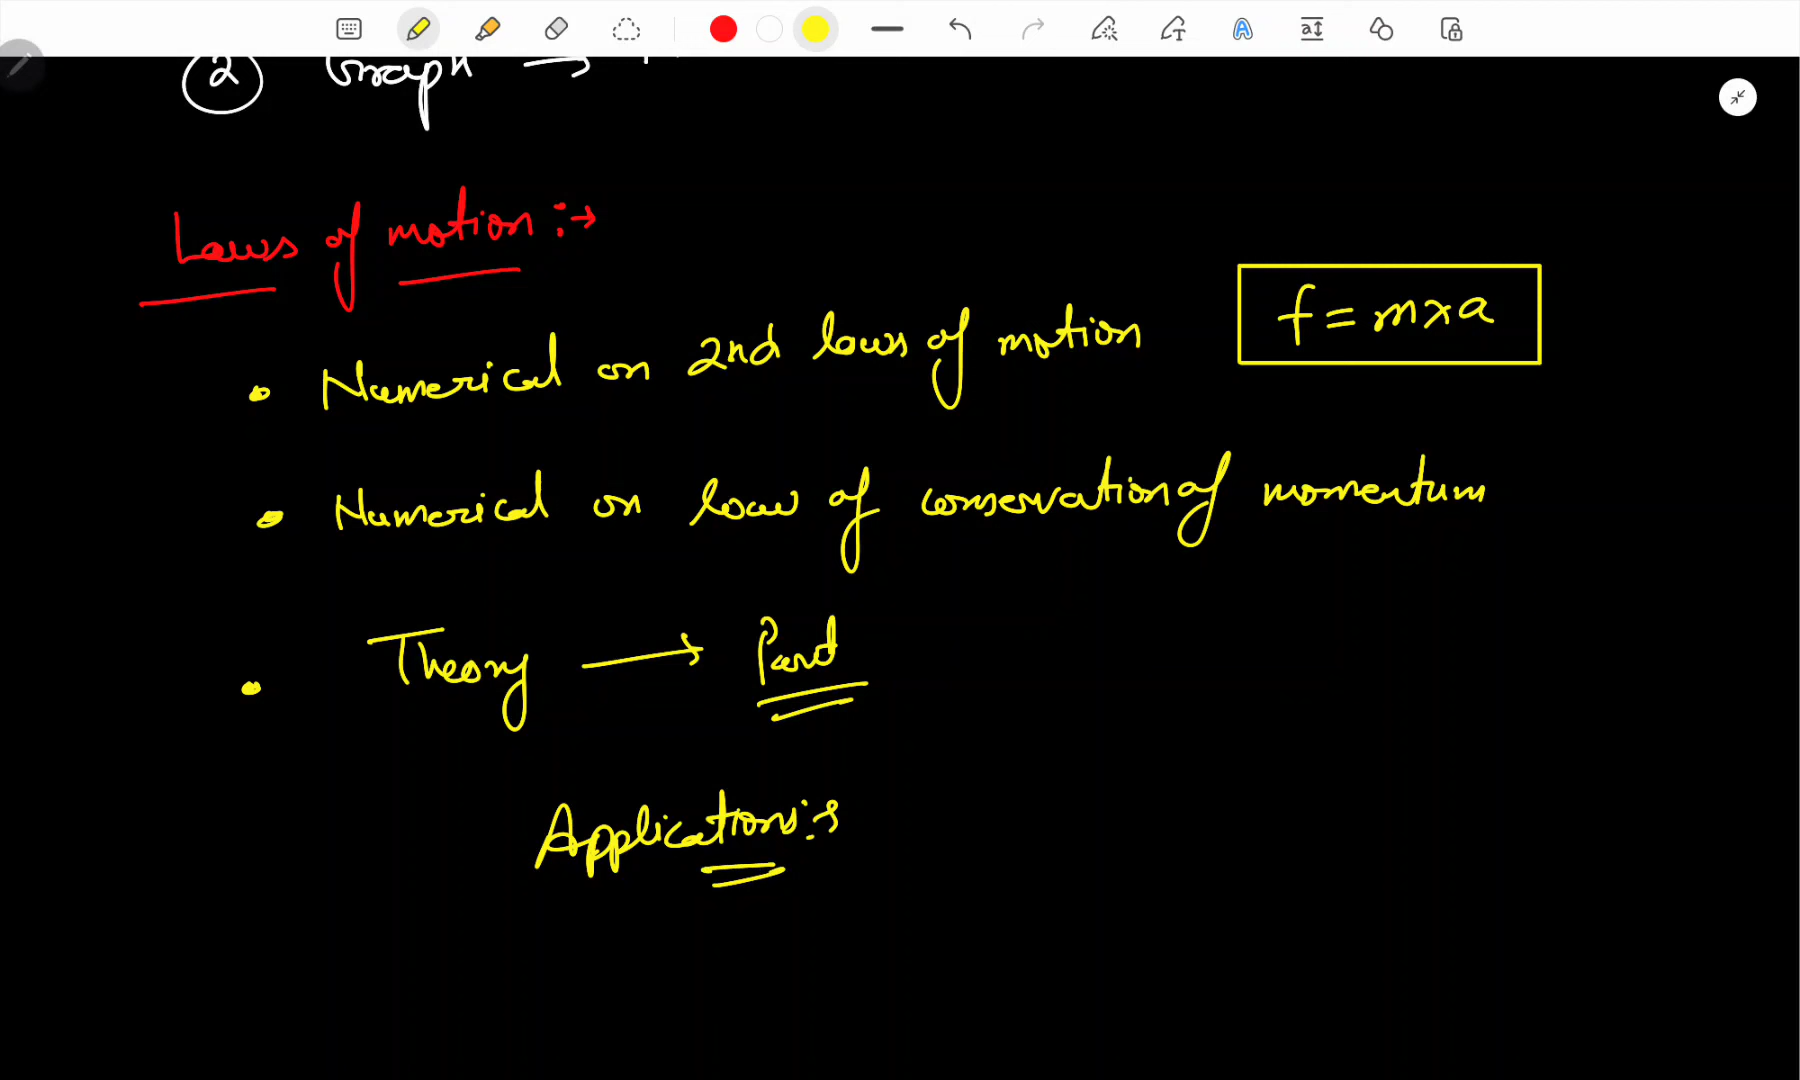 ② Graph →
Laws of motion :→
• Numerical on 2nd laws of motion
f = m×a
• Numerical on law of conservation of momentum
• Theory → Part
Applications :→